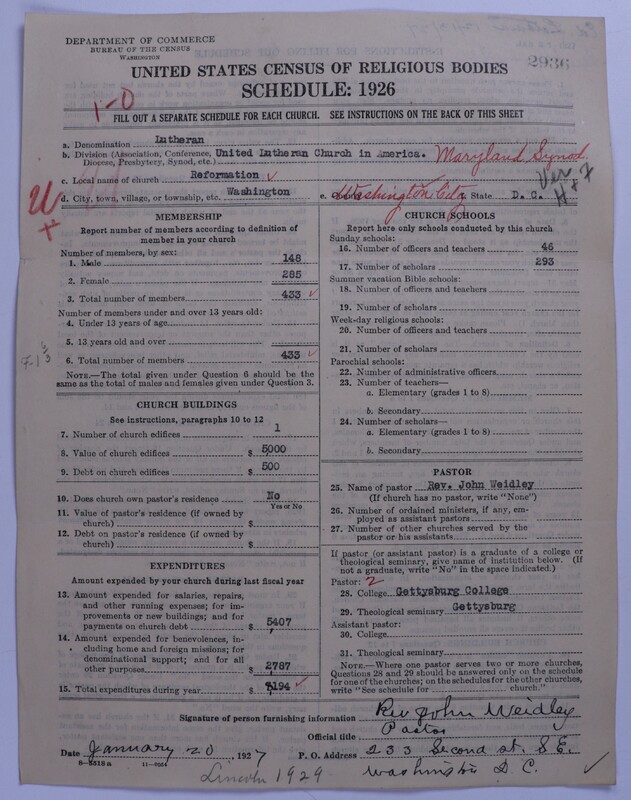 DEPARTMENT OF COMMERCE
BUREAU OF THE CENSUS
WASHINGTON
2936
UNITED STATES CENSUS OF RELIGIOUS BODIES
SCHEDULE: 1926
1-0
FILL OUT A SEPARATE SCHEDULE FOR EACH CHURCH. SEE INSTRUCTIONS ON THE BACK OF THIS SHEET
a. Denomination Lutheran
b. Division (Association, Conference, Diocese, Presbytery, Synod, etc.) United Lutheran Church in America. Maryland Synod
c. Local name of church Reformation ✓
d. City, town, village, or township, etc. Washington e. Washington City State D. C.
MEMBERSHIP
Report number of members according to definition of
member in your church
Number of members, by sex:
1. Male 148
2. Female 285
3. Total number of members 433 ✓
Number of members under and over 13 years old:
4. Under 13 years of age
5. 13 years old and over
6. Total number of members 433 ✓
NOTE.—The total given under Question 6 should be
same as the total of males and females given under Question 3.
CHURCH BUILDINGS
See instructions, paragraphs 10 to 12
7. Number of church edifices 1
8. Value of church edifices $ 5000
9. Debt on church edifices $ 500
10. Does church own pastor's residence No
Yes or No
11. Value of pastor's residence (if owned by
church) $
12. Debt on pastor's residence (if owned by
church) $
EXPENDITURES
Amount expended by your church during last fiscal year
13. Amount expended for salaries, repairs,
and other running expenses; for im-
provements or new buildings; and for
payments on church debt $ 5407
14. Amount expended for benevolences, in-
cluding home and foreign missions; for
denominational support; and for all
other purposes $ 2787
15. Total expenditures during year $ 8194 ✓
CHURCH SCHOOLS
Report here only schools conducted by this church
Sunday schools:
16. Number of officers and teachers 46
17. Number of scholars 293
Summer vacation Bible schools:
18. Number of officers and teachers
19. Number of scholars
Week-day religious schools:
20. Number of officers and teachers
21. Number of scholars
Parochial schools:
22. Number of administrative officers
23. Number of teachers—
a. Elementary (grades 1 to 8)
b. Secondary
24. Number of scholars—
a. Elementary (grades 1 to 8)
b. Secondary
PASTOR
25. Name of pastor Rev. John Weidley
(If church has no pastor, write "None")
26. Number of ordained ministers, if any, em-
ployed as assistant pastors
27. Number of other churches served by the
pastor or his assistants
If pastor (or assistant pastor) is a graduate of a college or
theological seminary, give name of institution below. (If
not a graduate, write "No" in the space indicated.)
Pastor: 2
28. College Gettysburg College
29. Theological seminary Gettysburg
Assistant pastor:
30. College
31. Theological seminary
NOTE.—Where one pastor serves two or more churches,
Questions 28 and 29 should be answered only on the schedule
for one of the churches; on the schedules for the other churches,
write "See schedule for church."
Signature of person furnishing information Rev John Weidley
Official title Pastor
Date January 20 1927 P. O. Address 233 Second st. S.E.
8-5518a 11-9324 Washington D. C.
Lincoln 1929